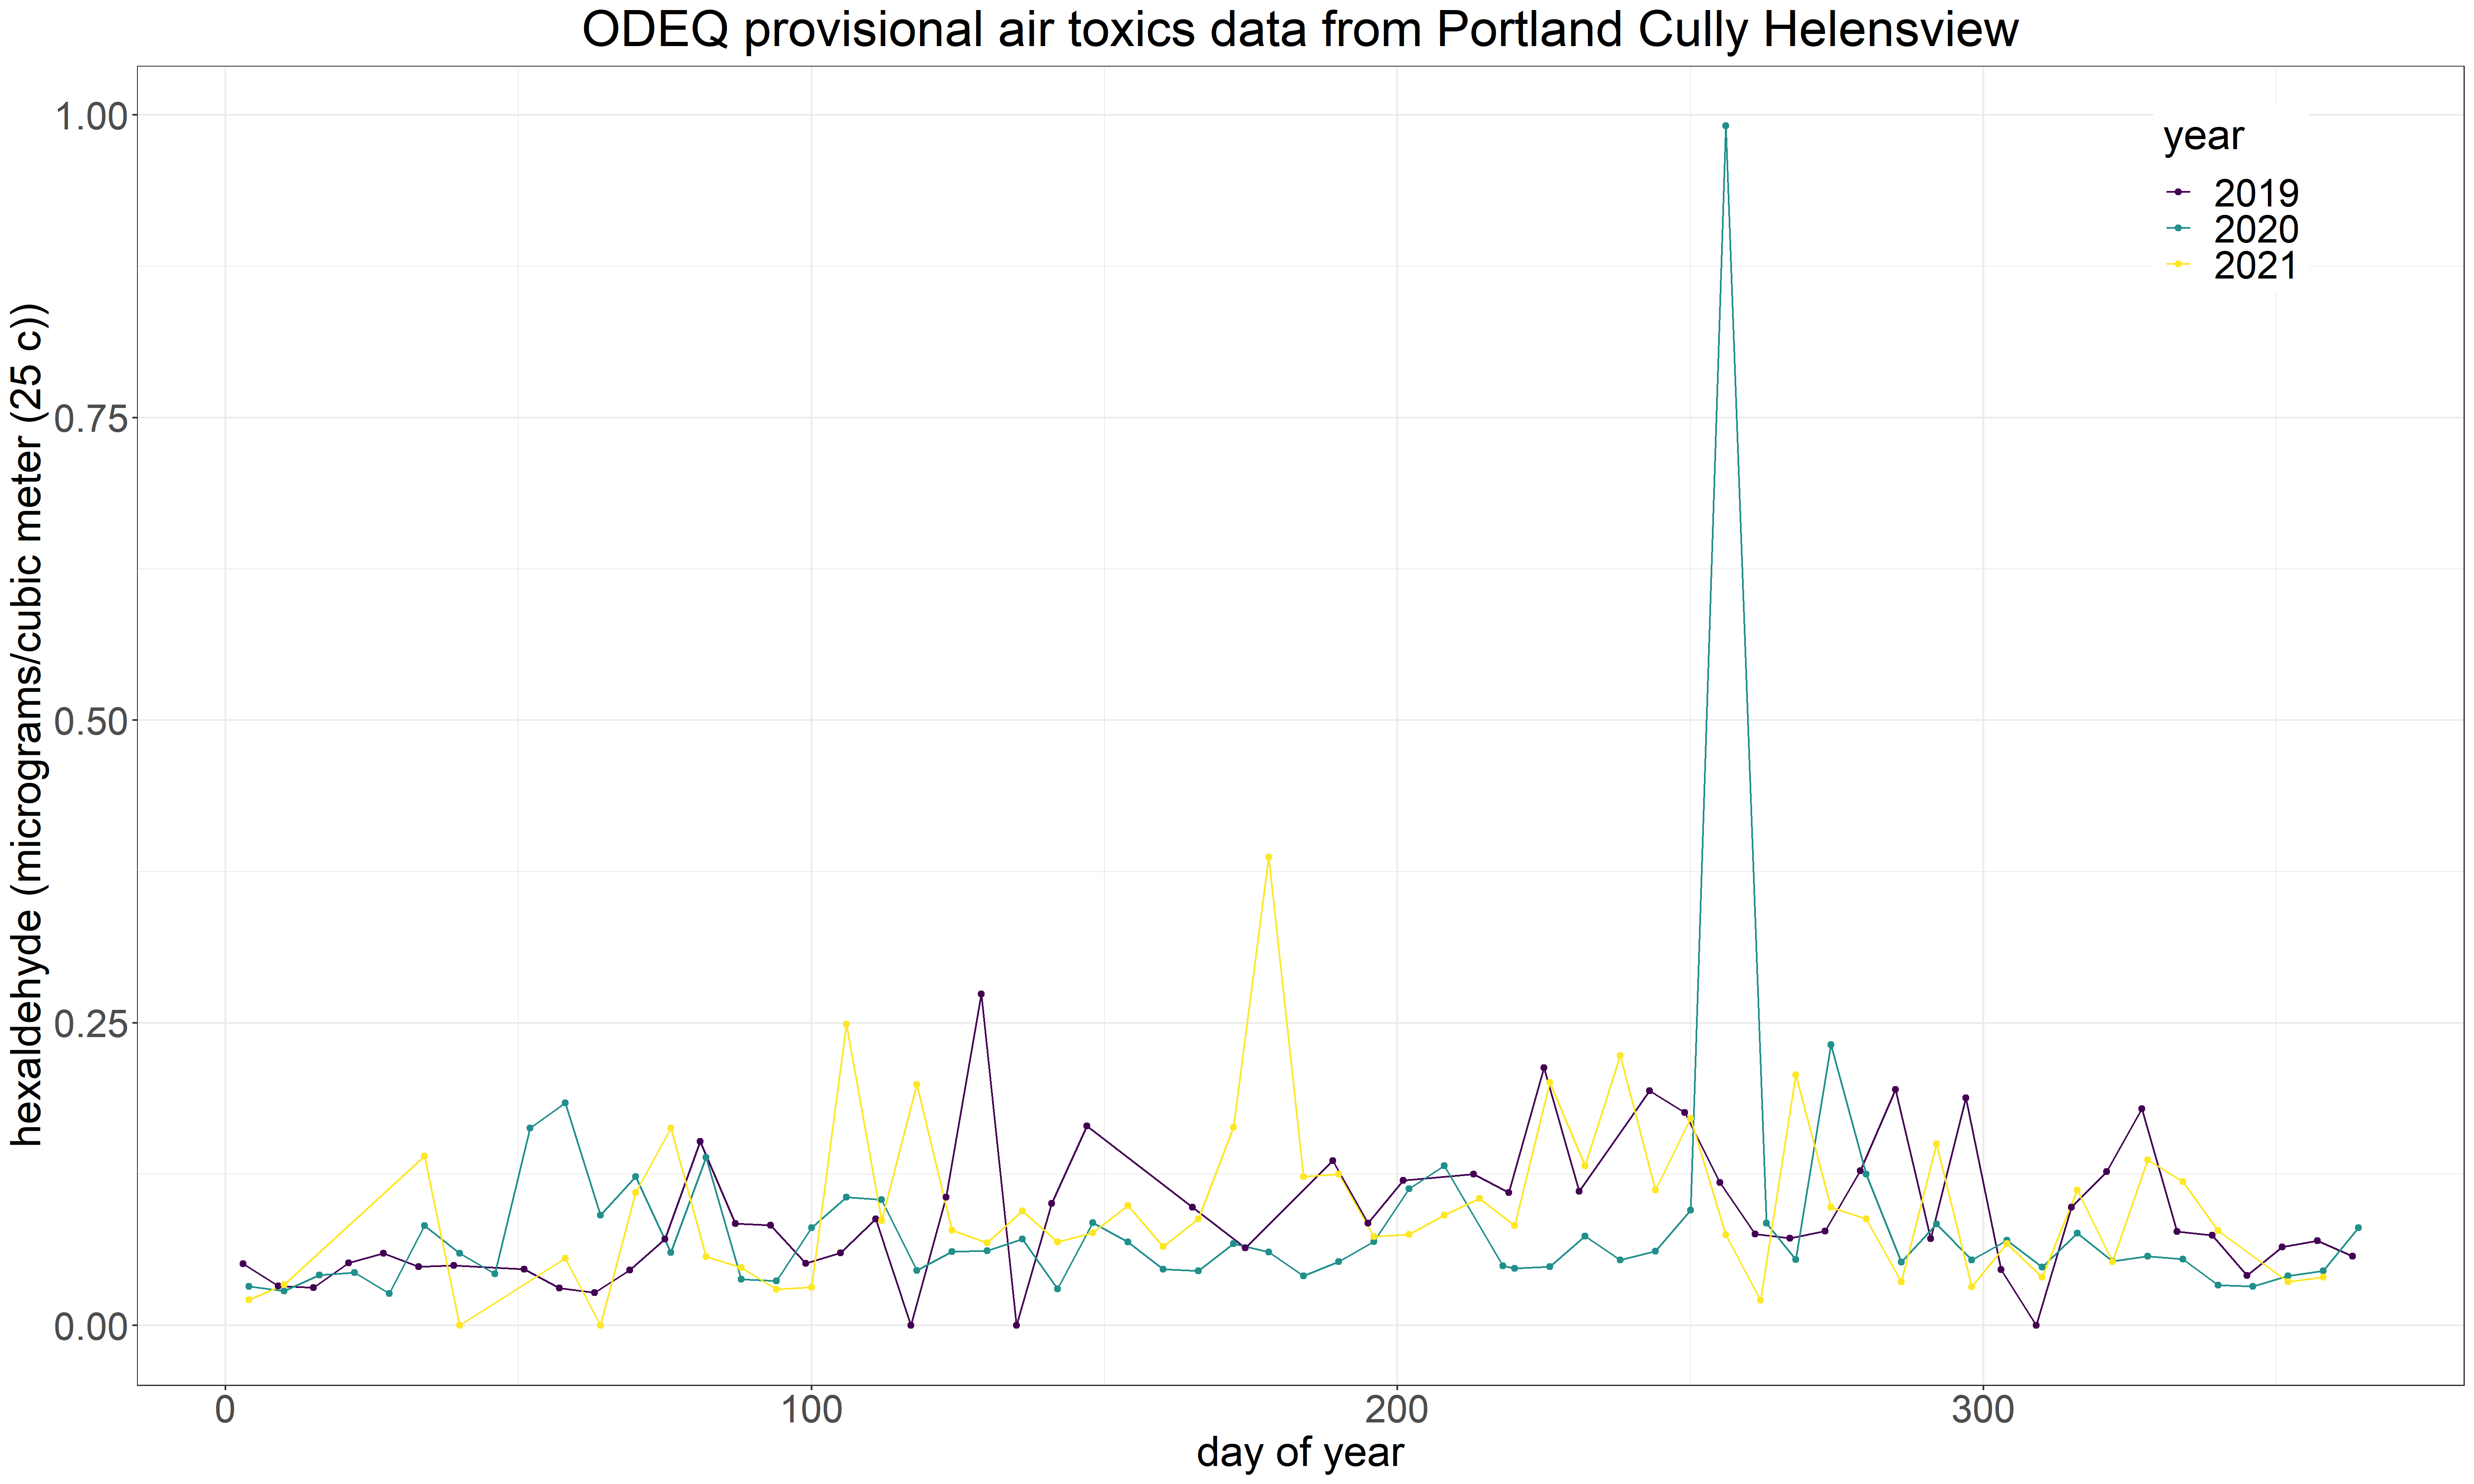 ODEQ provisional air toxics data from Portland Cully Helensview
hexaldehyde (micrograms/cubic meter (25 c))
1.00
0.75
0.50
0.25
0.00
year
2019
2020
2021
0 100 200 300
day of year